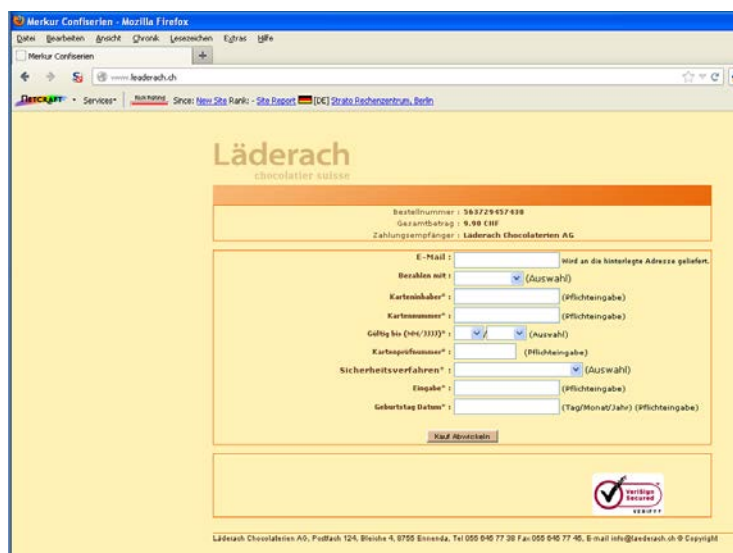 Merkur Confiserien - Mozilla Firefox
Datei Bearbeiten Ansicht Chronik Lesezeichen Extras Hilfe
Merkur Confiserien +
www.leaderach.ch
NETCRAFT Services Since: New Site Rank: - Site Report [DE] Strato Rechenzentrum, Berlin
Läderach
chocolatier suisse
Bestellnummer : 563729457438
Gesamtbetrag : 9.90 CHF
Zahlungsempfänger : Läderach Chocolaterien AG
E-Mail : Wird an die hinterlegte Adresse geliefert.
Bezahlen mit : (Auswahl)
Karteninhaber* : (Pflichteingabe)
Kartennummer* : (Pflichteingabe)
Gültig bis (MM/JJJJ)* : / (Auswahl)
Kartenprüfnummer* : (Pflichteingabe)
Sicherheitsverfahren* : (Auswahl)
Eingabe* : (Pflichteingabe)
Geburtstag Datum* : (Tag/Monat/Jahr) (Pflichteingabe)
Kauf Abwickeln
VeriSign
Secured
VERIFY
Läderach Chocolaterien AG, Postfach 124, Bleiche 4, 8755 Ennenda, Tel 055 645 77 38 Fax 055 645 77 46, E-mail info@laederach.ch © Copyright